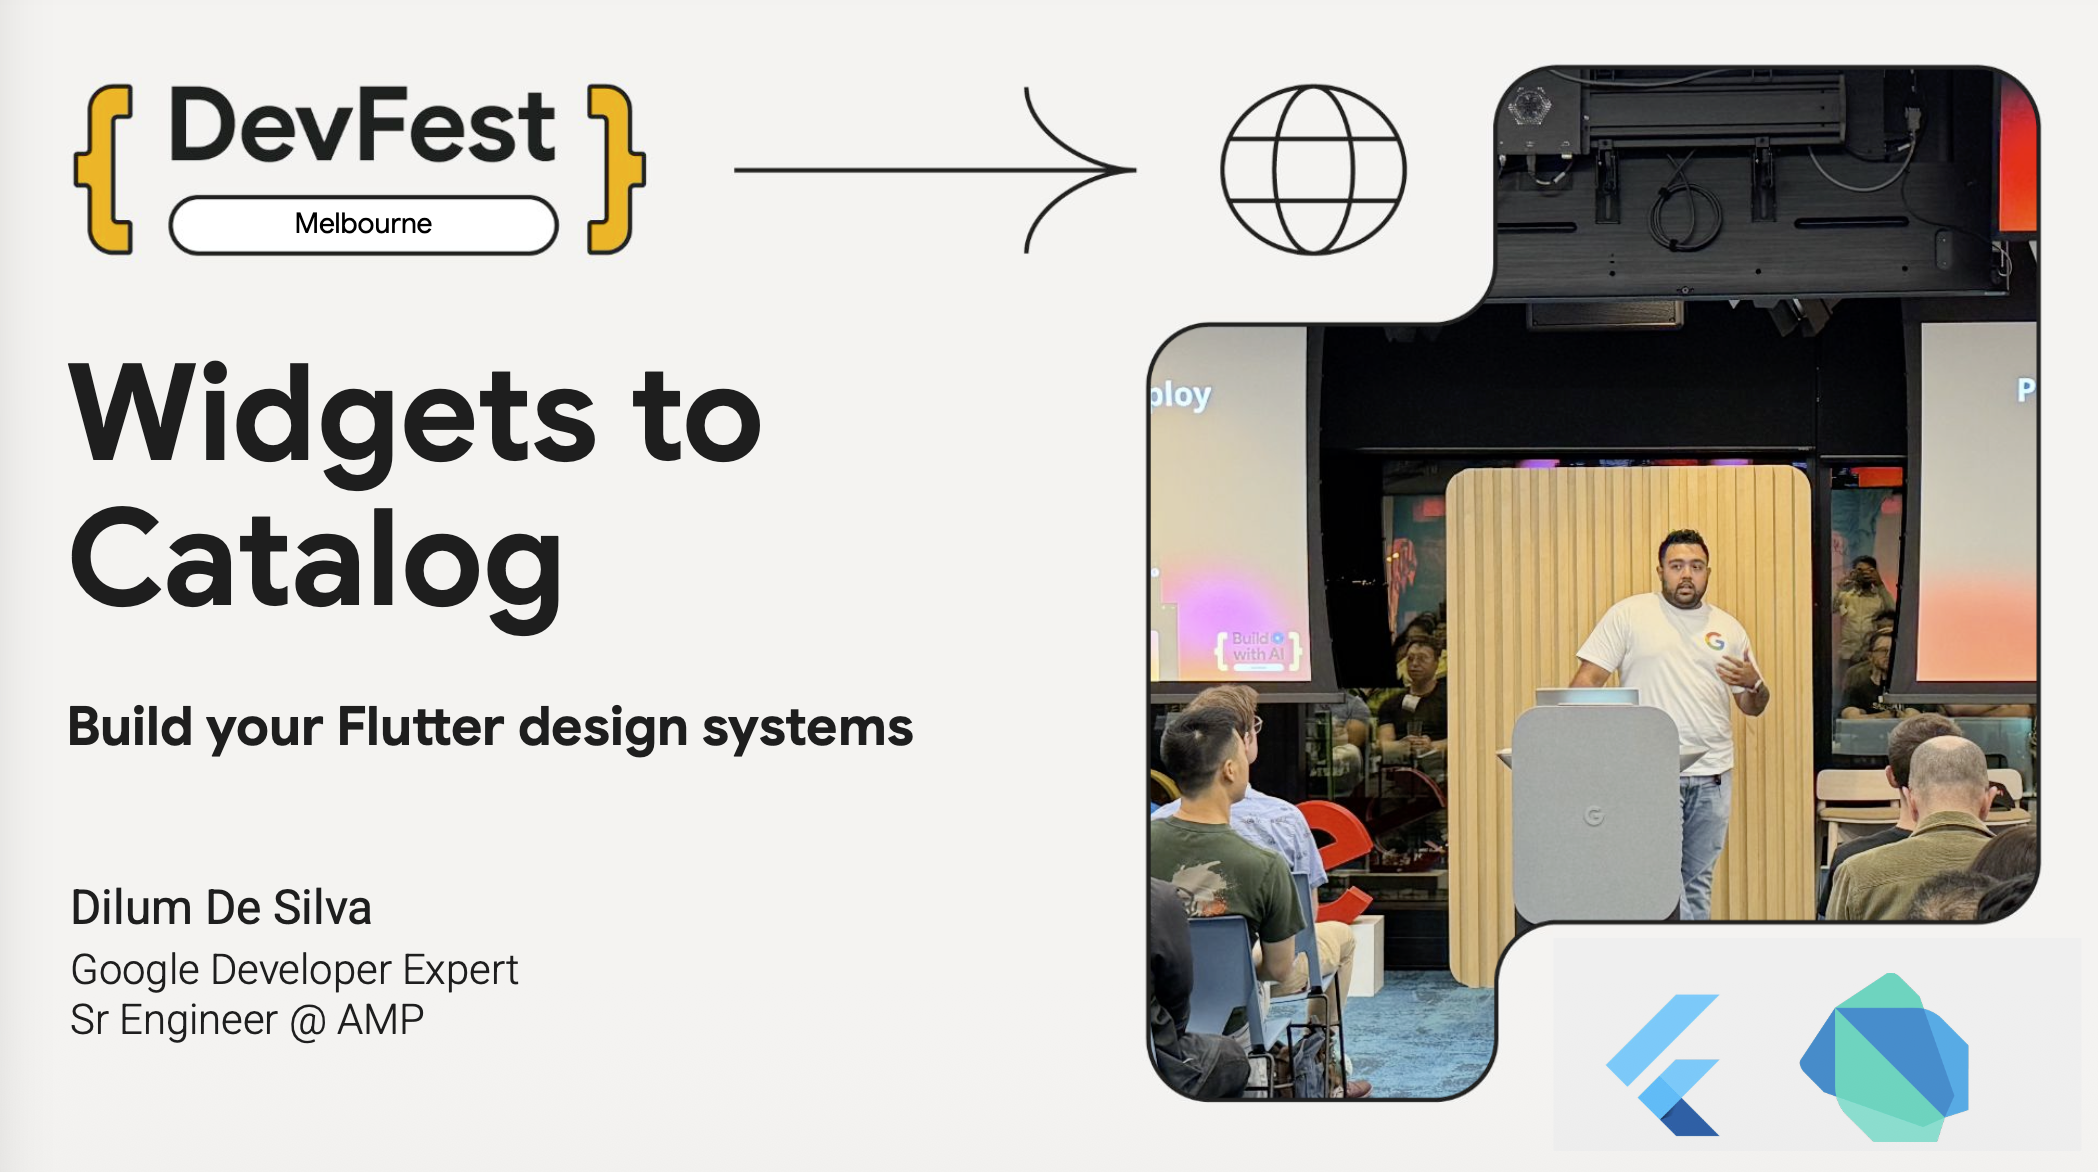 DevFest
Melbourne
Widgets to
Catalog
Build your Flutter design systems
Dilum De Silva
Google Developer Expert
Sr Engineer @ AMP
ploy
P
Build
with AI
G
G